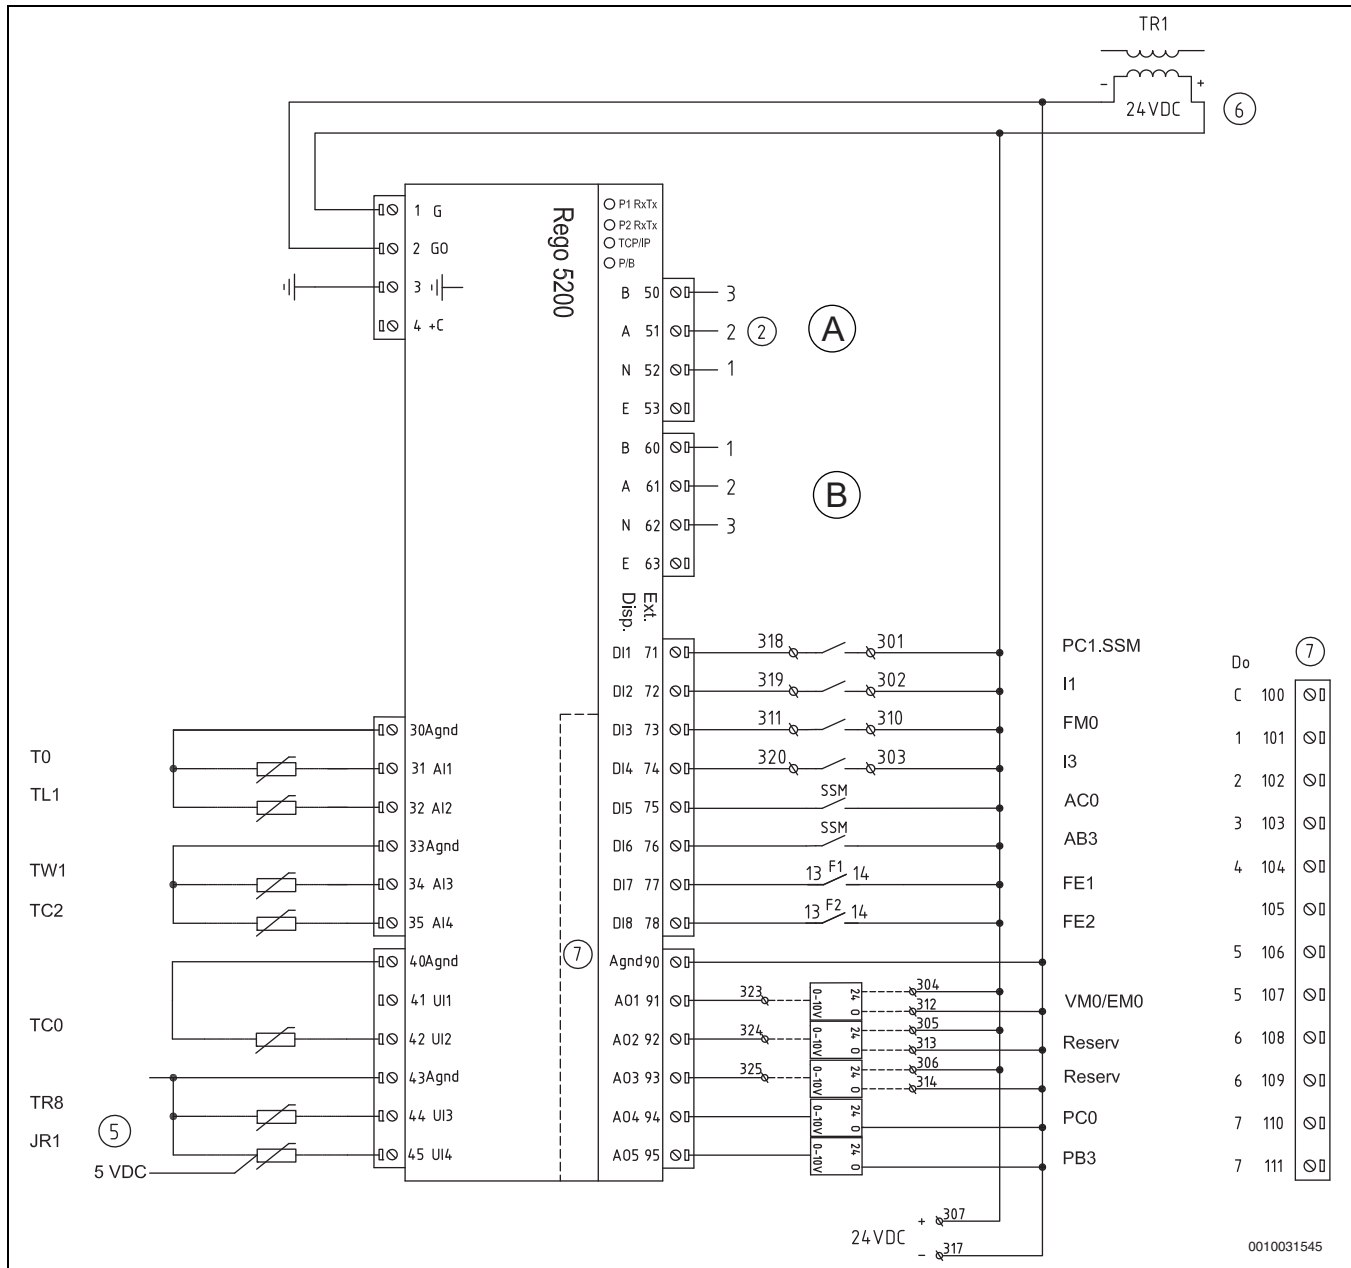 TR1
- +
24VDC
6
1 G
2 G0
3
4 +C
Rego 5200
P1 RxTx
P2 RxTx
TCP/IP
P/B
B 50 3
A 51 2 2 A
N 52 1
E 53
B 60 1
A 61 2 B
N 62 3
E 63
Ext.
Disp.
DI1 71 318 301 PC1.SSM
DI2 72 319 302 I1
DI3 73 311 310 FM0
DI4 74 320 303 I3
DI5 75 SSM AC0
DI6 76 SSM AB3
DI7 77 13 F1 14 FE1
DI8 78 13 F2 14 FE2
T0
TL1
TW1
TC2
TC0
TR8
JR1
5
5 VDC
30Agnd
31 AI1
32 AI2
33Agnd
34 AI3
35 AI4
40Agnd
41 UI1
42 UI2
43Agnd
44 UI3
45 UI4
7
Agnd90
AO1 91 323 0-10V 24 0 304 312 VM0/EM0
AO2 92 324 0-10V 24 0 305 313 Reserv
AO3 93 325 0-10V 24 0 306 314 Reserv
AO4 94 0-10V 24 0 PC0
AO5 95 0-10V 24 0 PB3
24VDC
+ 307
- 317
Do 7
C 100
1 101
2 102
3 103
4 104
105
5 106
5 107
6 108
6 109
7 110
7 111
0010031545